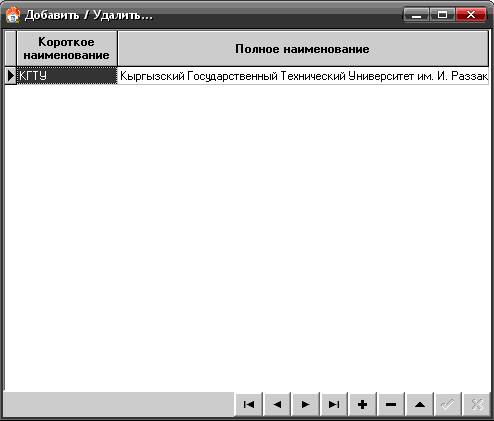 Добавить / Удалить...
Короткое
наименование
Полное наименование
КГТУ
Кыргызский Государственный Технический Университет им. И. Раззак